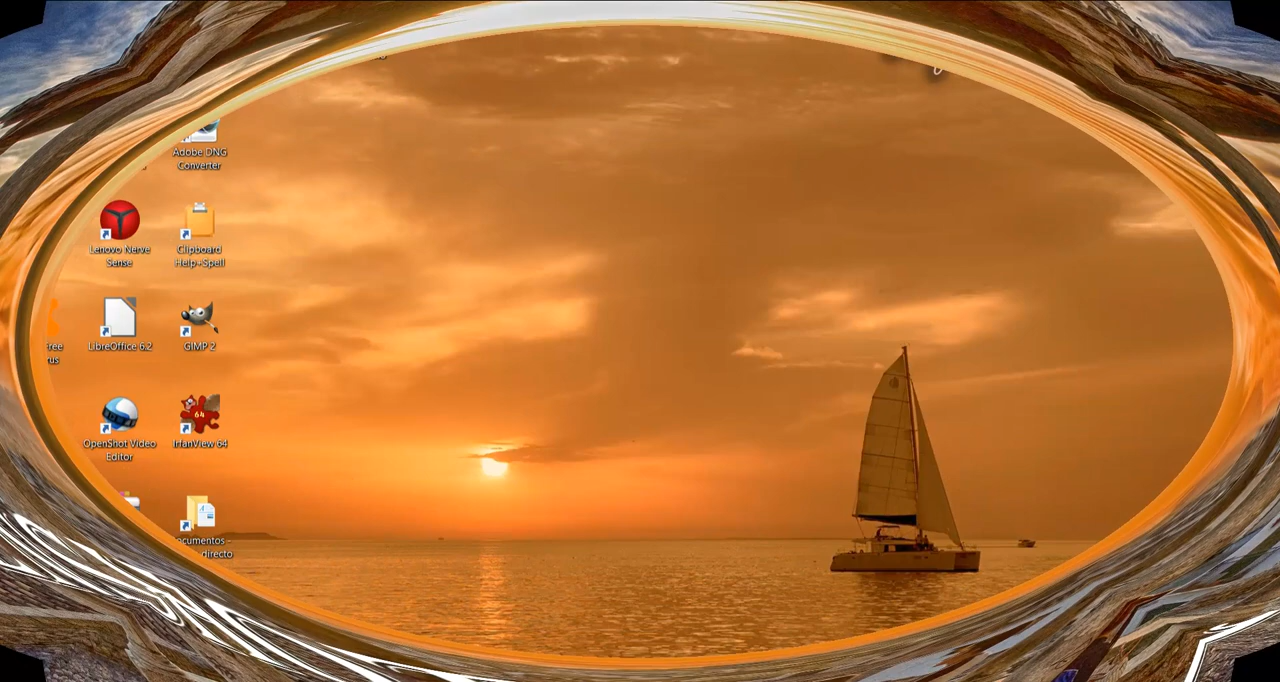 Adobe DNG
Converter
Lenovo Nerve
Sense
Clipboard
Help+Spell
LibreOffice 6.2
GIMP 2
OpenShot Video
Editor
64
IrfanView 64
directo